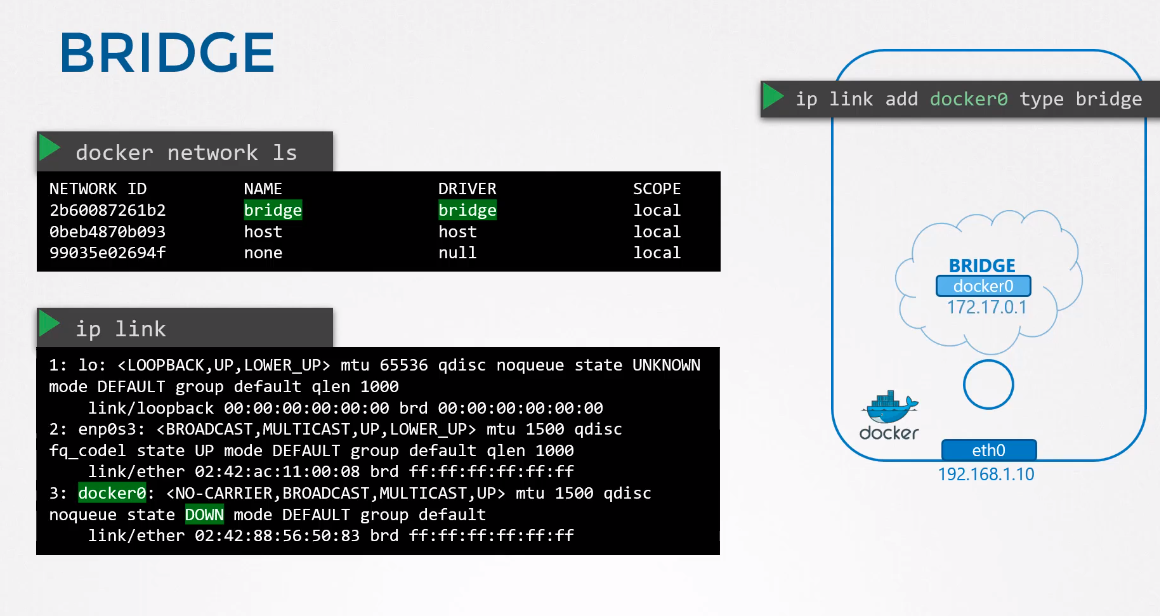 BRIDGE
docker network ls
NETWORK ID NAME DRIVER SCOPE
2b60087261b2 bridge bridge local
0beb4870b093 host host local
99035e02694f none null local
ip link
1: lo: <LOOPBACK,UP,LOWER_UP> mtu 65536 qdisc noqueue state UNKNOWN
mode DEFAULT group default qlen 1000
link/loopback 00:00:00:00:00:00 brd 00:00:00:00:00:00
2: enp0s3: <BROADCAST,MULTICAST,UP,LOWER_UP> mtu 1500 qdisc
fq_codel state UP mode DEFAULT group default qlen 1000
link/ether 02:42:ac:11:00:08 brd ff:ff:ff:ff:ff:ff
3: docker0: <NO-CARRIER,BROADCAST,MULTICAST,UP> mtu 1500 qdisc
noqueue state DOWN mode DEFAULT group default
link/ether 02:42:88:56:50:83 brd ff:ff:ff:ff:ff:ff
ip link add docker0 type bridge
BRIDGE
docker0
172.17.0.1
docker
eth0
192.168.1.10